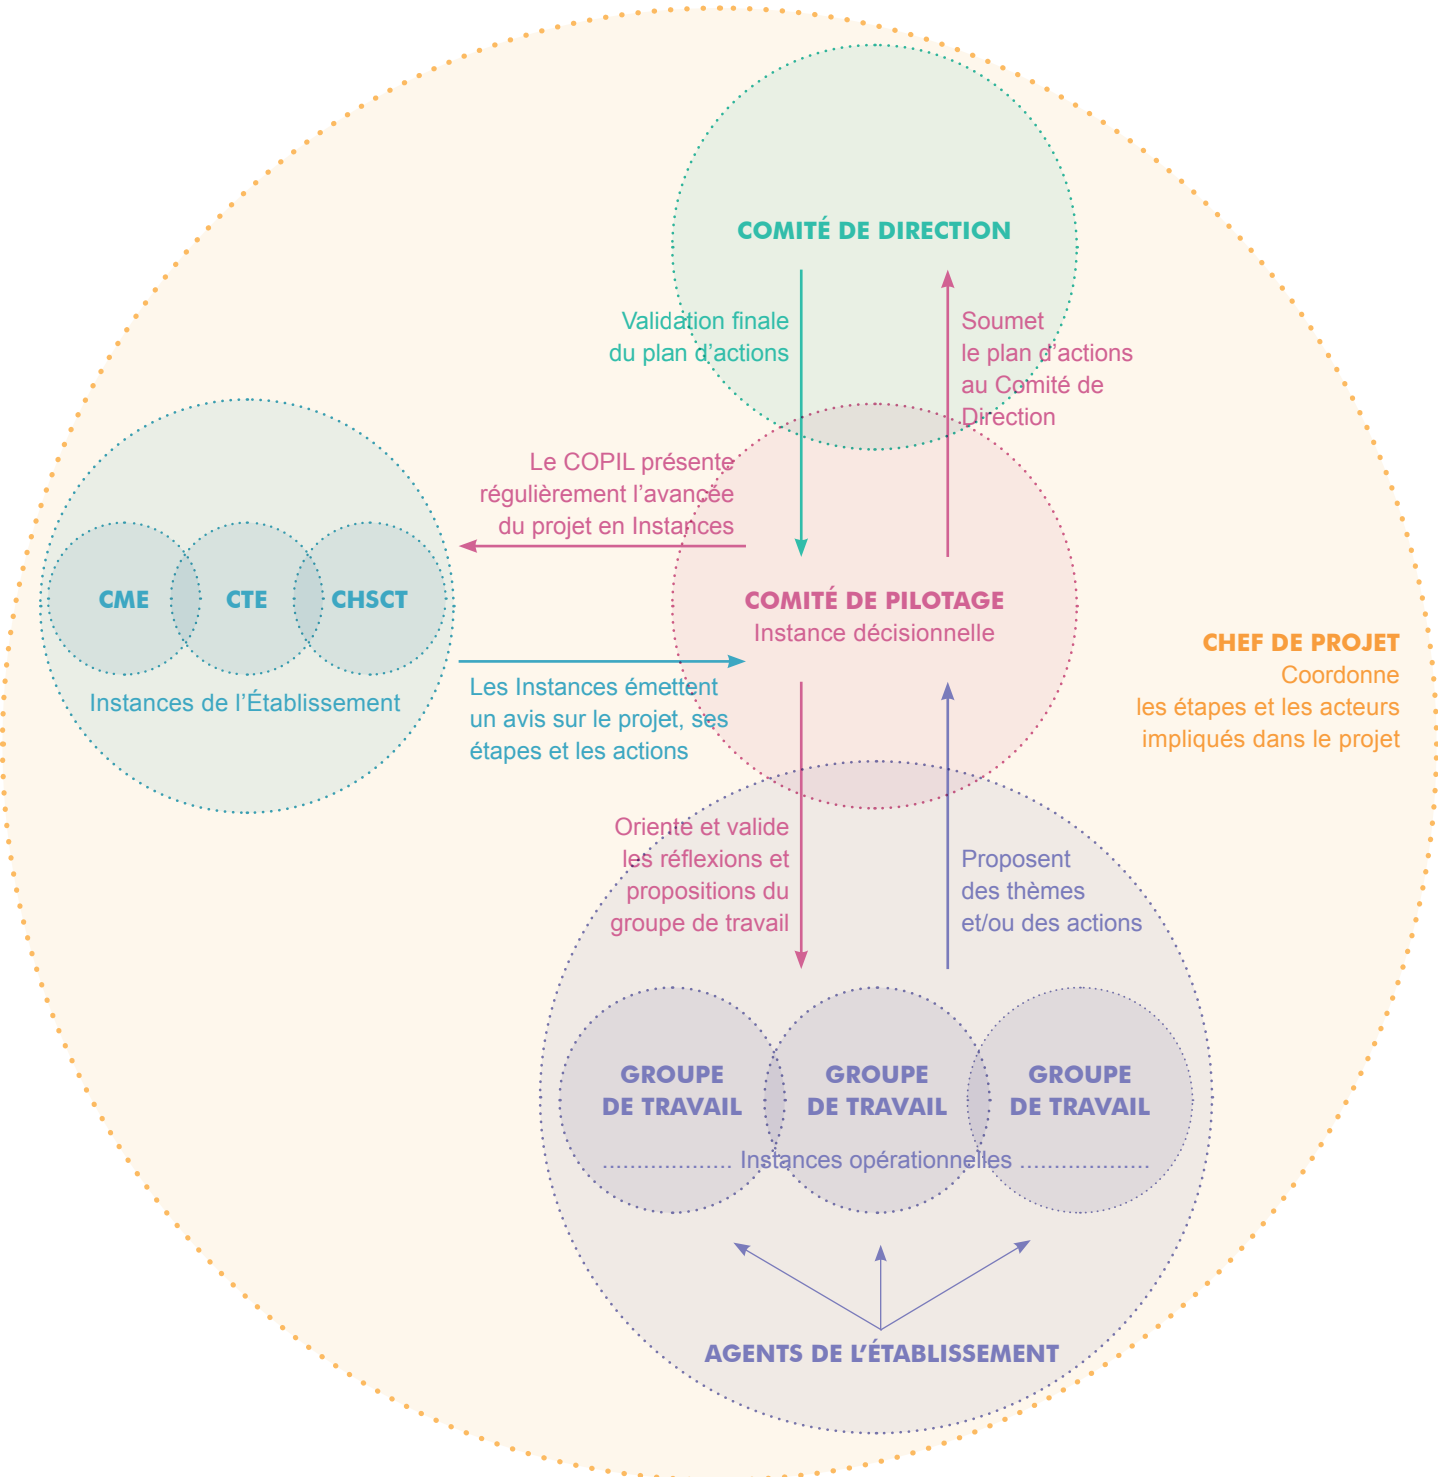 COMITÉ DE DIRECTION
Validation finale
du plan d’actions
Soumet
le plan d’actions
au Comité de
Direction
Le COPIL présente
régulièrement l’avancée
du projet en Instances
CME
CTE
CHSCT
Instances de l’Établissement
COMITÉ DE PILOTAGE
Instance décisionnelle
Les Instances émettent
un avis sur le projet, ses
étapes et les actions
CHEF DE PROJET
Coordonne
les étapes et les acteurs
impliqués dans le projet
Oriente et valide
les réflexions et
propositions du
groupe de travail
Proposent
des thèmes
et/ou des actions
GROUPE
DE TRAVAIL
GROUPE
DE TRAVAIL
GROUPE
DE TRAVAIL
................... Instances opérationnelles ...................
AGENTS DE L’ÉTABLISSEMENT